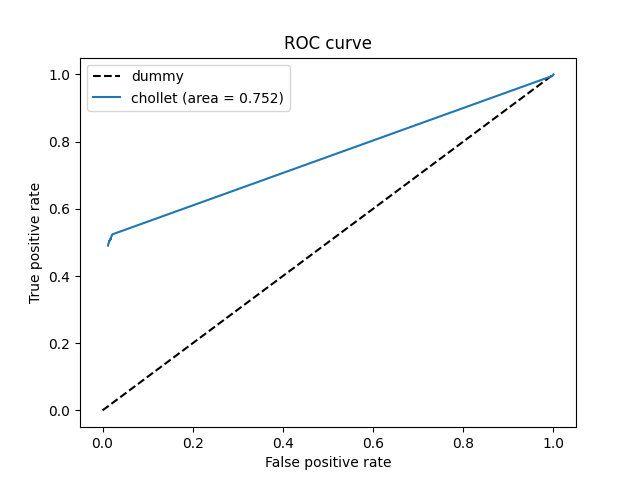 ROC curve
dummy
chollet (area = 0.752)
True positive rate
1.0
0.8
0.6
0.4
0.2
0.0
0.0 0.2 0.4 0.6 0.8 1.0
False positive rate